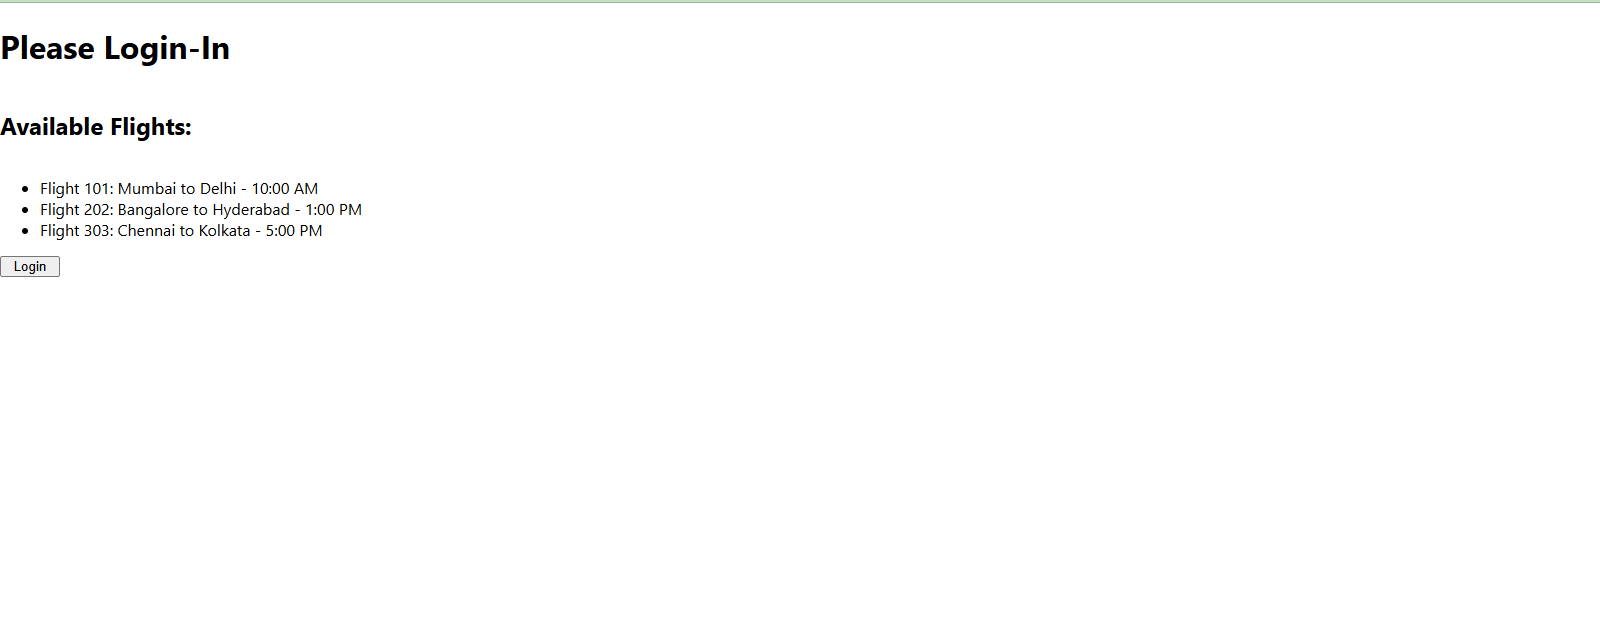 Please Login-In
Available Flights:
Flight 101: Mumbai to Delhi - 10:00 AM
Flight 202: Bangalore to Hyderabad - 1:00 PM
Flight 303: Chennai to Kolkata - 5:00 PM
Login